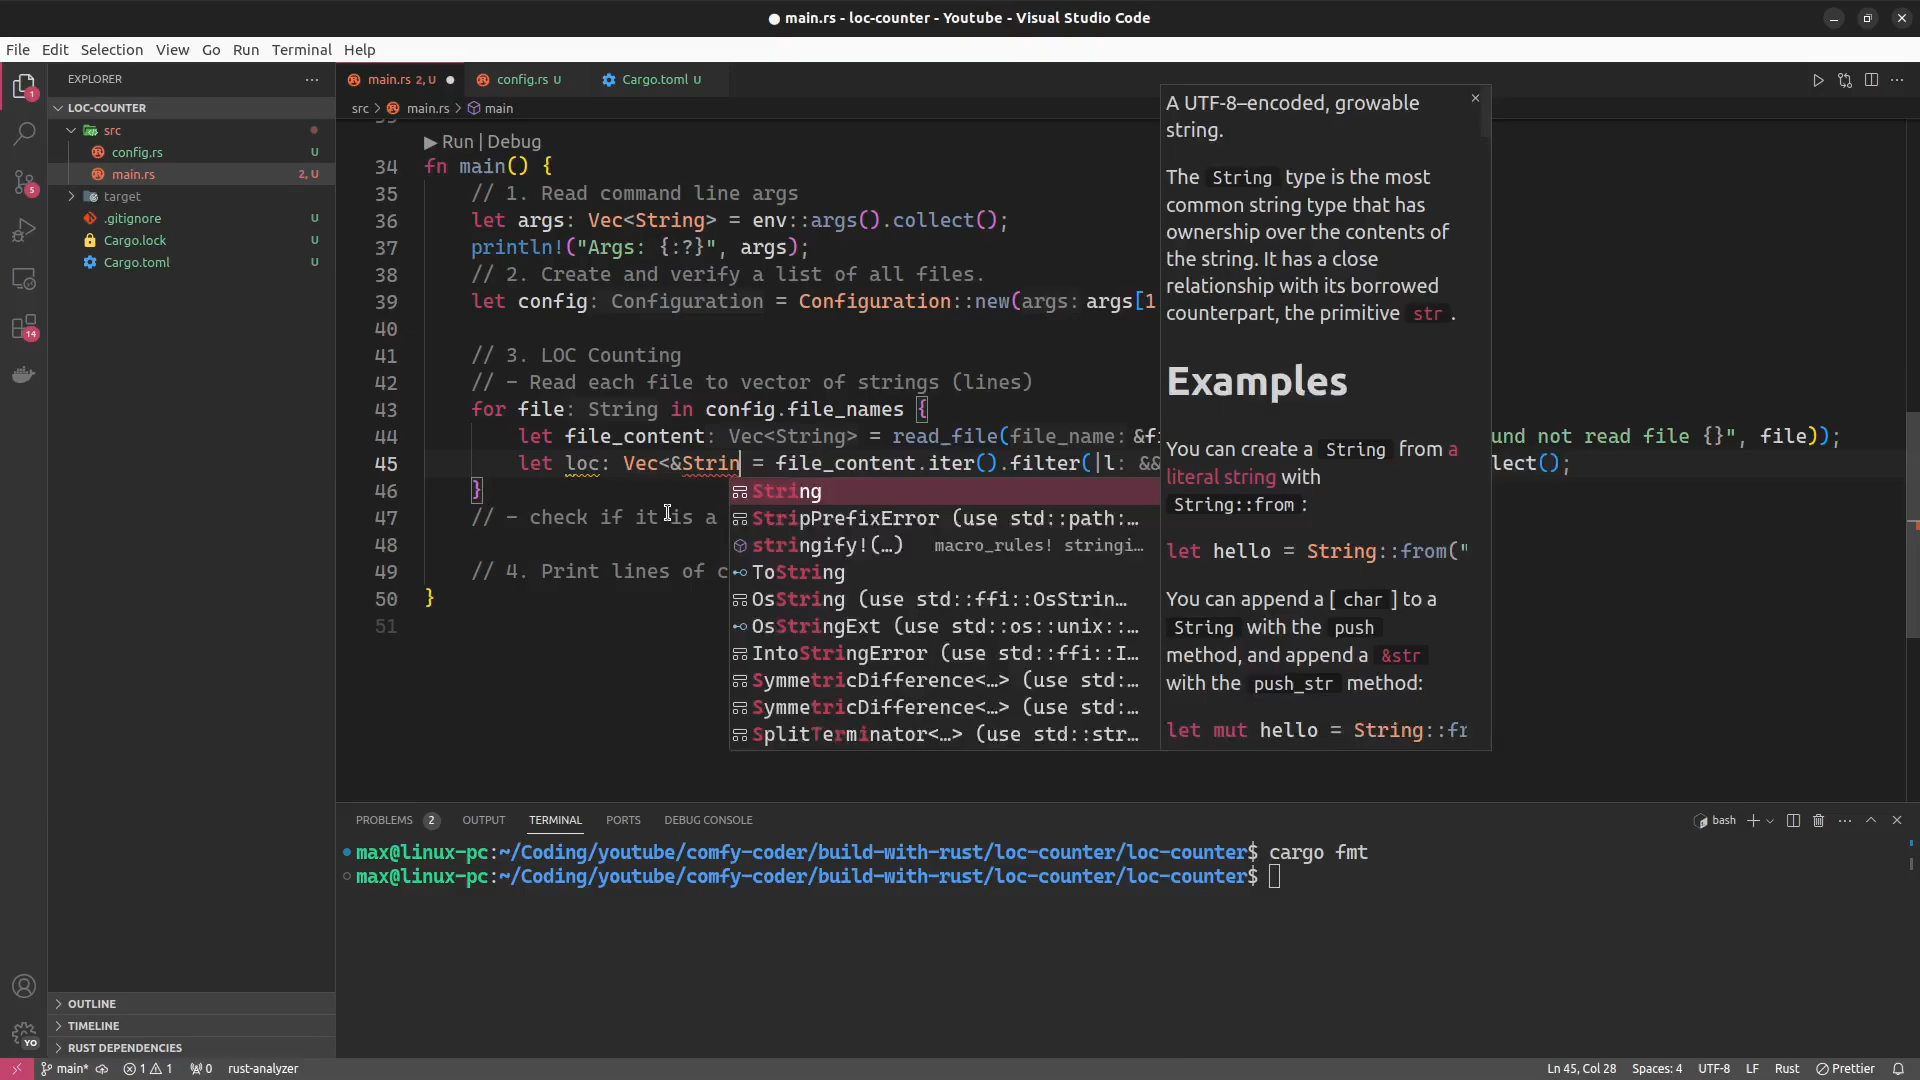 main.rs - loc-counter - Youtube - Visual Studio Code
File Edit Selection View Go Run Terminal Help
EXPLORER
LOC-COUNTER
src
config.rs U
main.rs 2, U
target
.gitignore U
Cargo.lock U
Cargo.toml U
OUTLINE
TIMELINE
RUST DEPENDENCIES
1
5
14
YO
main.rs 2, U config.rs U Cargo.toml U
src > main.rs > main
Run | Debug
34 fn main() {
35 // 1. Read command line args
36 let args: Vec<String> = env::args().collect();
37 println!("Args: {:?}", args);
38 // 2. Create and verify a list of all files.
39 let config: Configuration = Configuration::new(args: args[1
40
41 // 3. LOC Counting
42 // - Read each file to vector of strings (lines)
43 for file: String in config.file_names {
44 let file_content: Vec<String> = read_file(file_name: &fi und not read file {}", file));
45 let loc: Vec<&Strin = file_content.iter().filter(|l: && lect();
46 }
47 // - check if it is a
48
49 // 4. Print lines of c
50 }
51
String
StripPrefixError (use std::path:…
stringify!(…) macro_rules! stringi…
ToString
OsString (use std::ffi::OsStrin…
OsStringExt (use std::os::unix::…
IntoStringError (use std::ffi::I…
SymmetricDifference<…> (use std:…
SymmetricDifference<…> (use std:…
SplitTerminator<…> (use std::str…
A UTF-8–encoded, growable
string.
The String type is the most
common string type that has
ownership over the contents of
the string. It has a close
relationship with its borrowed
counterpart, the primitive str .
Examples
You can create a String from a
literal string with
String::from :
let hello = String::from("
You can append a [ char ] to a
String with the push
method, and append a &str
with the push_str method:
let mut hello = String::fr
PROBLEMS 2 OUTPUT TERMINAL PORTS DEBUG CONSOLE
bash
max@linux-pc:~/Coding/youtube/comfy-coder/build-with-rust/loc-counter/loc-counter$ cargo fmt
max@linux-pc:~/Coding/youtube/comfy-coder/build-with-rust/loc-counter/loc-counter$
main* 1 1 0 rust-analyzer
Ln 45, Col 28 Spaces: 4 UTF-8 LF Rust Prettier